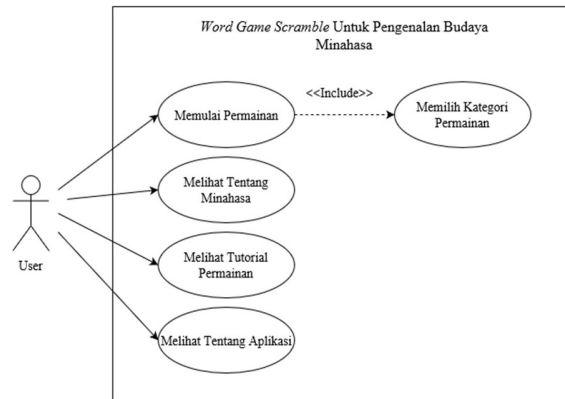 Word Game Scramble Untuk Pengenalan Budaya
Minahasa
<<Include>>
Memulai Permainan
Memilih Kategori
Permainan
Melihat Tentang
Minahasa
Melihat Tutorial
Permainan
User
Melihat Tentang Aplikasi